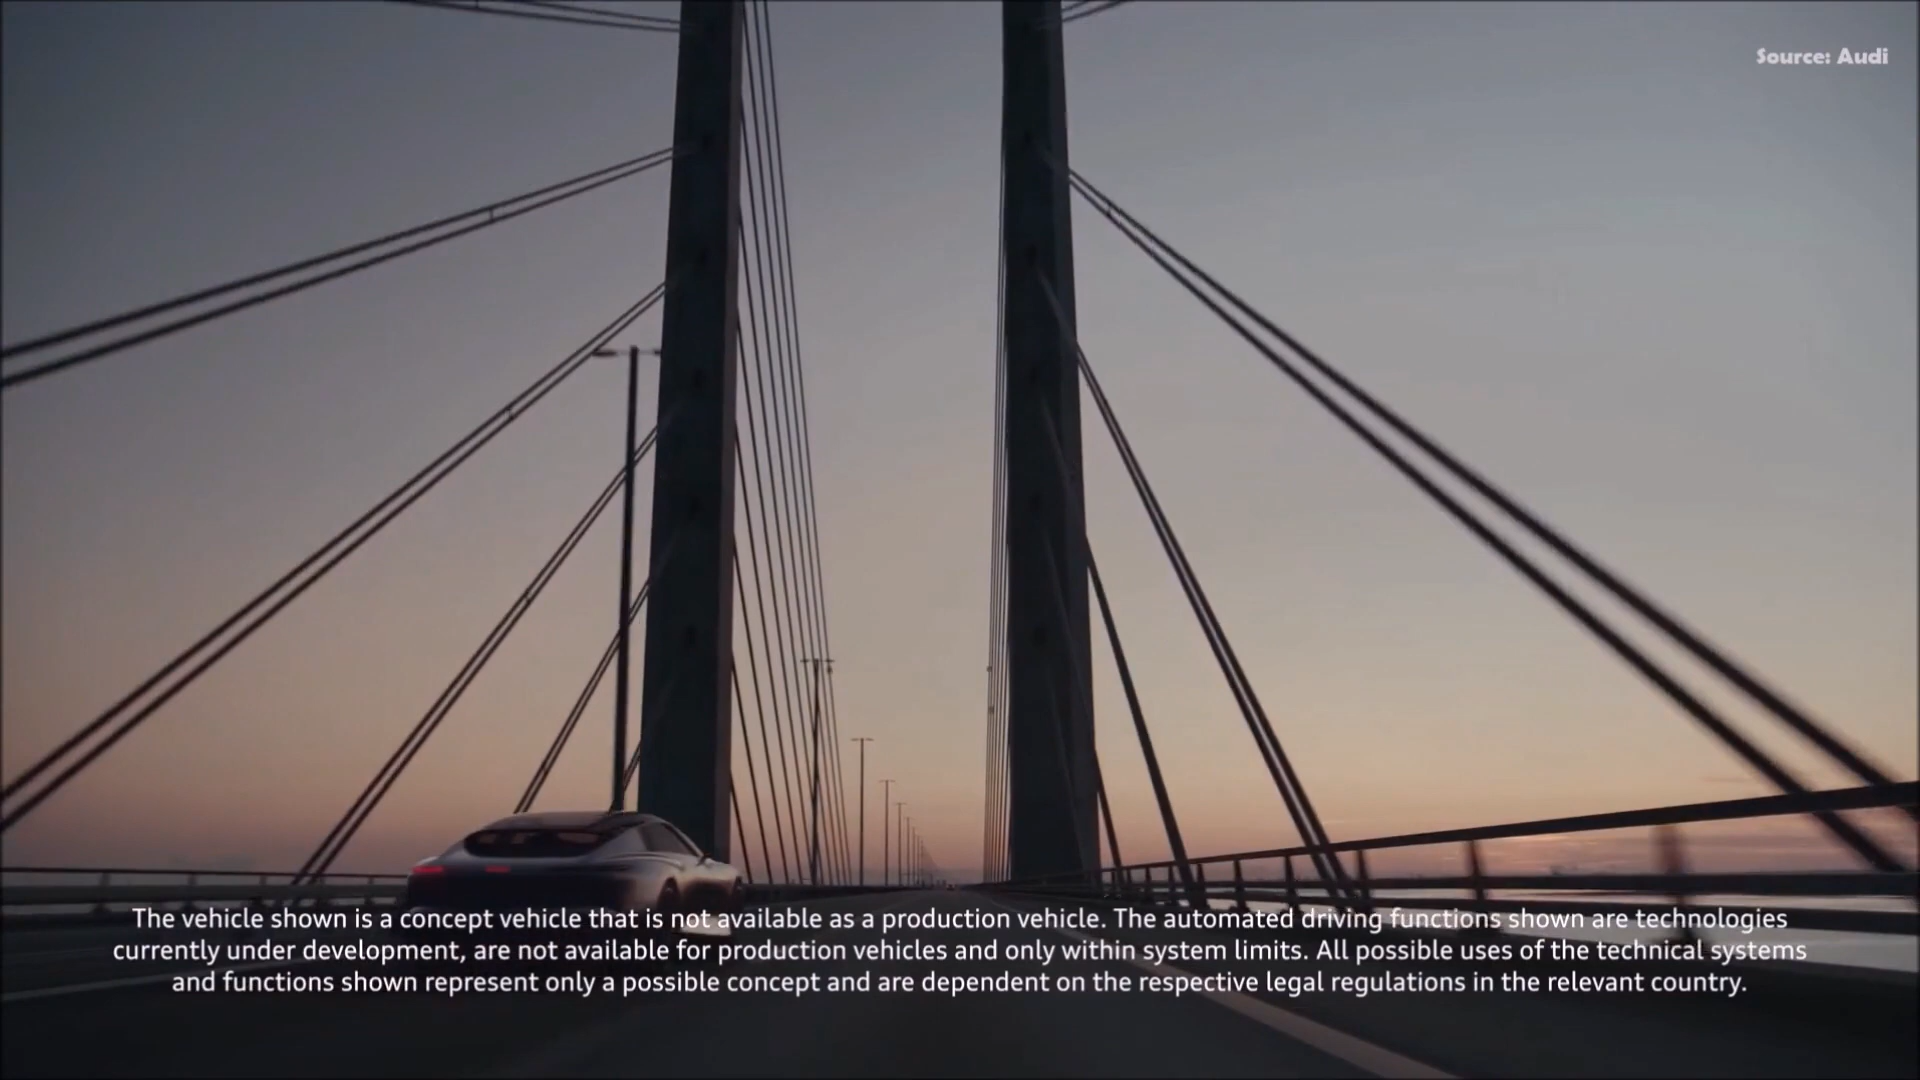 Source: Audi
The vehicle shown is a concept vehicle that is not available as a production vehicle. The automated driving functions shown are technologies
currently under development, are not available for production vehicles and only within system limits. All possible uses of the technical systems
and functions shown represent only a possible concept and are dependent on the respective legal regulations in the relevant country.